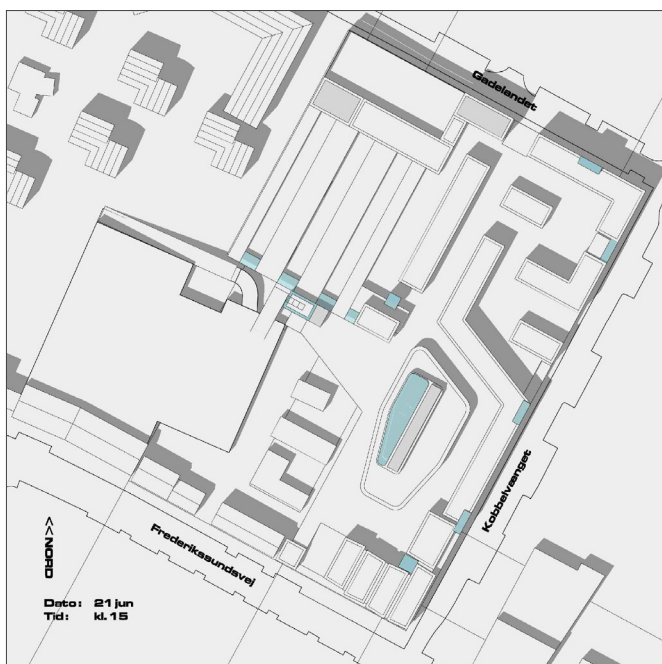 Gadelandet
Kobbelvænget
Frederikssundsvej
<<NORD
Dato: 21 jun
Tid: kl. 15